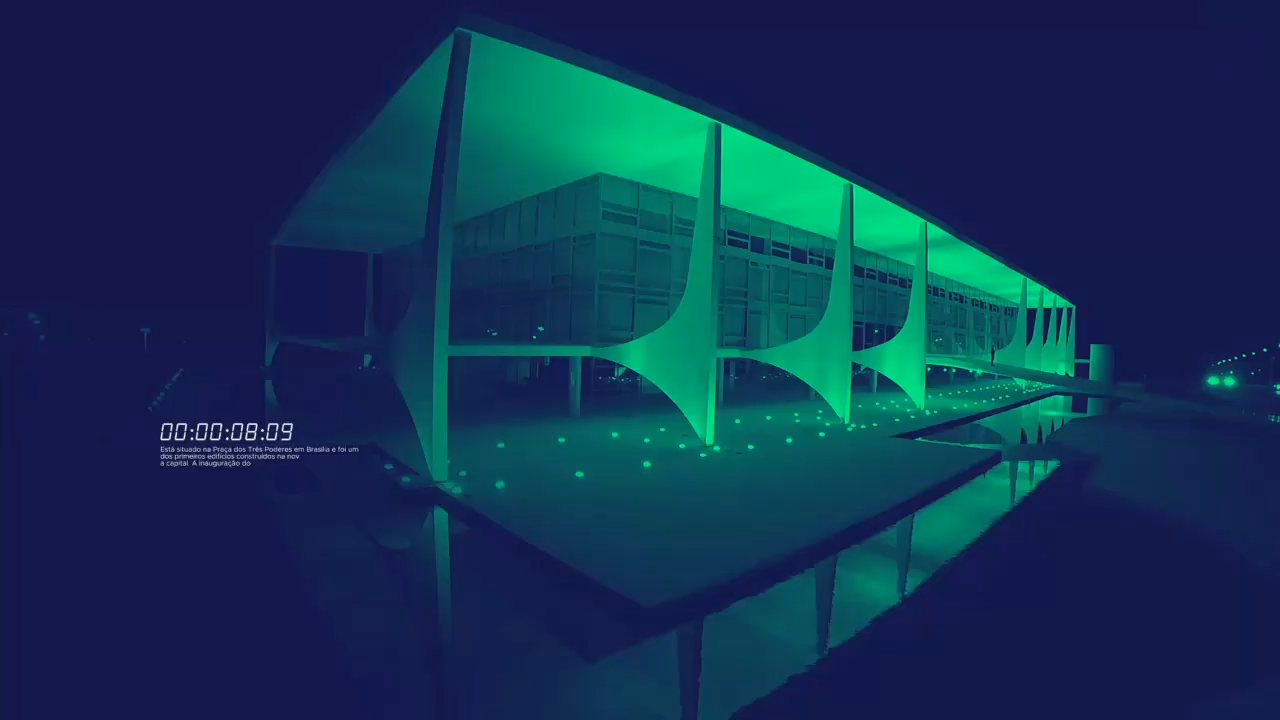 00:00:08:09
Está situado na Praça dos Três Poderes em Brasília e foi um
dos primeiros edifícios construídos na nov
a capital. A inauguração do